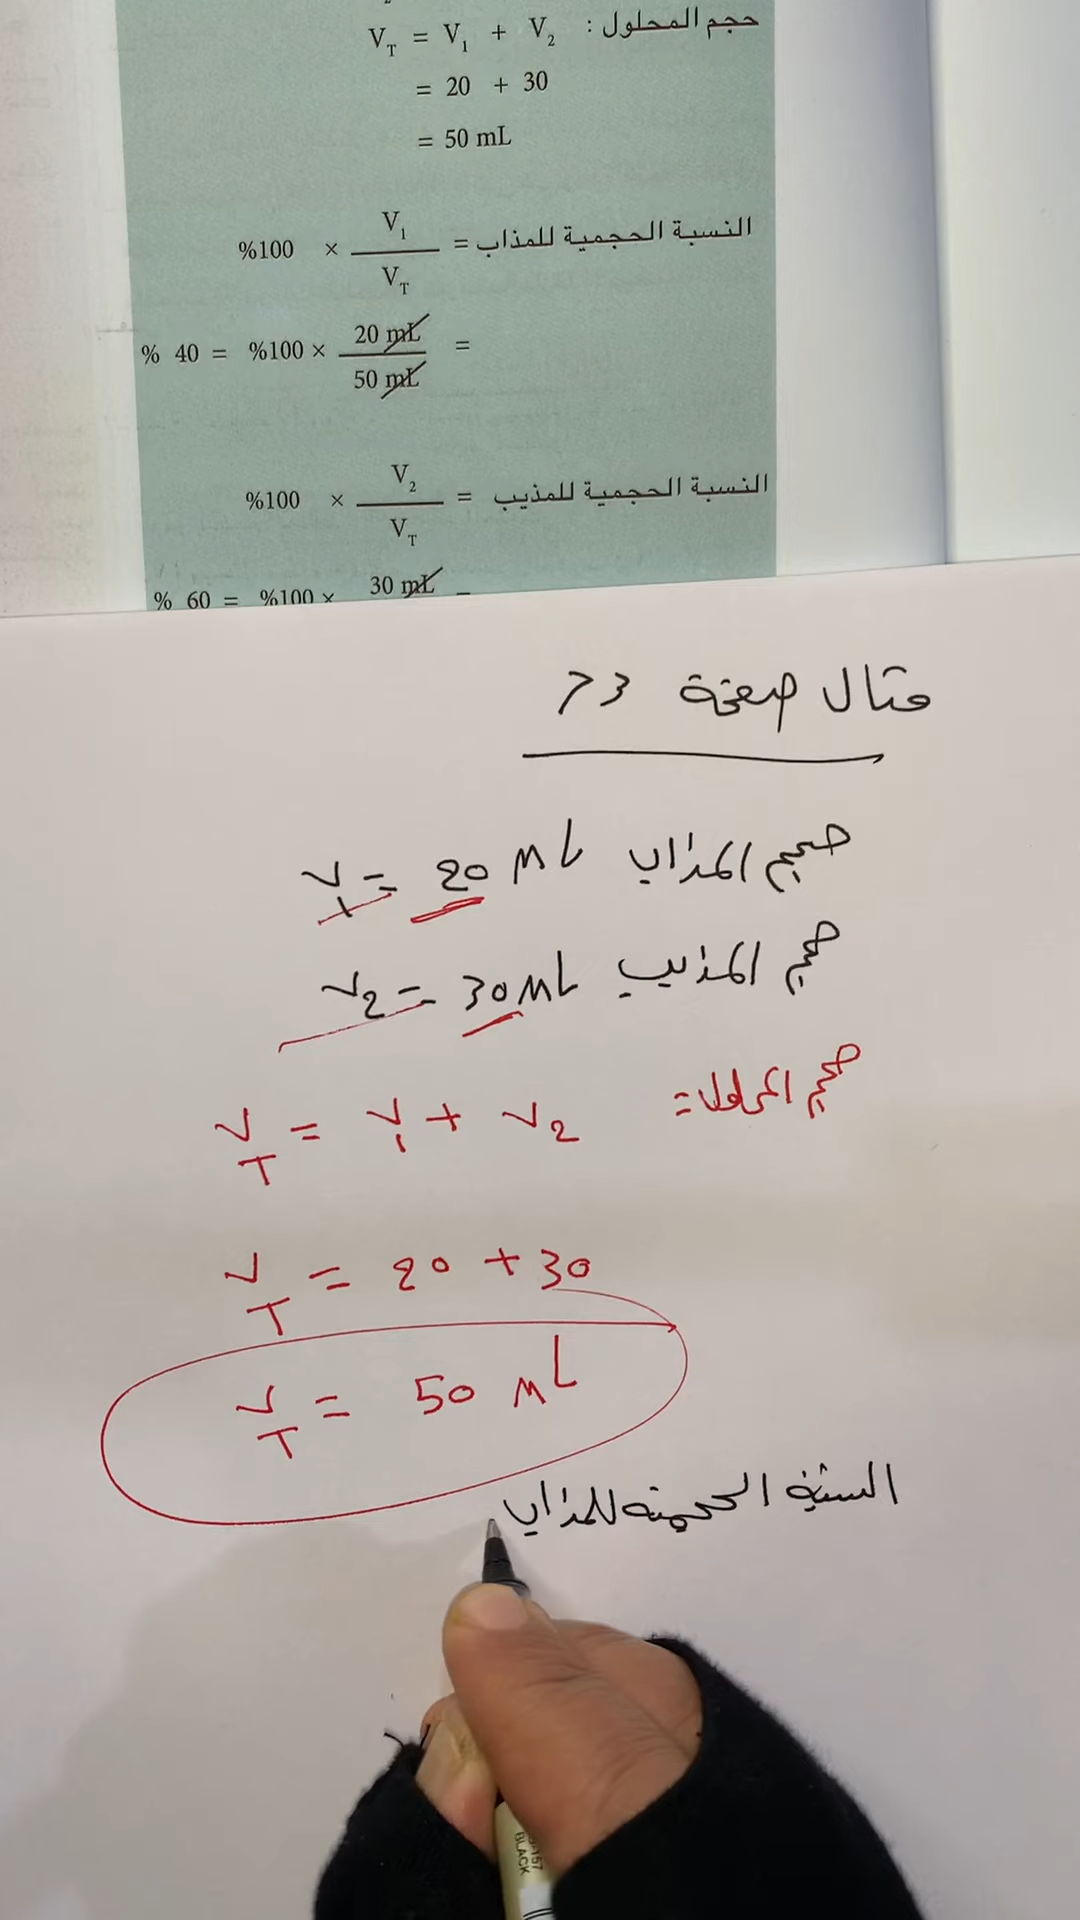 حجم المحلول : V_T = V_1 + V_2
= 20 + 30
= 50 mL
النسبة الحجمية للمذاب = V_1 / V_T × %100
= 20 mL / 50 mL × %100 = % 40
النسبة الحجمية للمذيب = V_2 / V_T × %100
30 mL × %100 = % 60
مثال صفحة 73
حجم المذاب V_1 = 20 mL
حجم المذيب V_2 = 30 mL
حجم المحلول = V_T = V_1 + V_2
V_T = 20 + 30
V_T = 50 mL
النسبة الحجمية للمذاب
BLACK